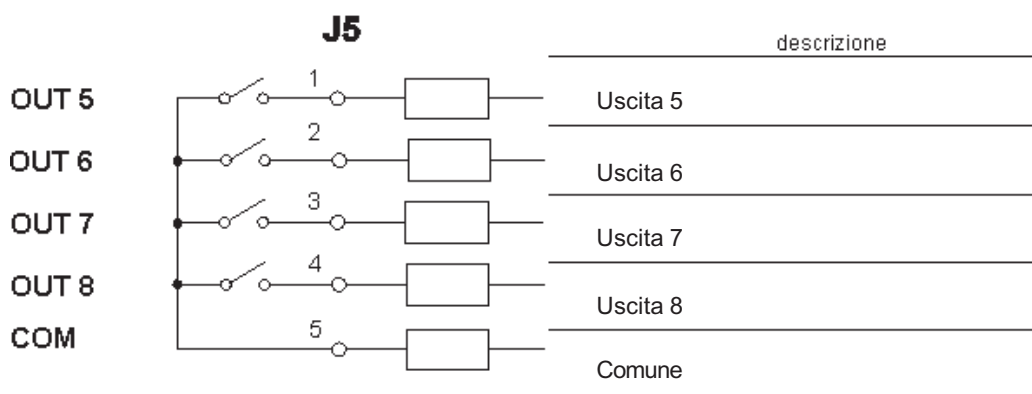 J5
descrizione
OUT 5 1 Uscita 5
OUT 6 2 Uscita 6
OUT 7 3 Uscita 7
OUT 8 4 Uscita 8
COM 5 Comune